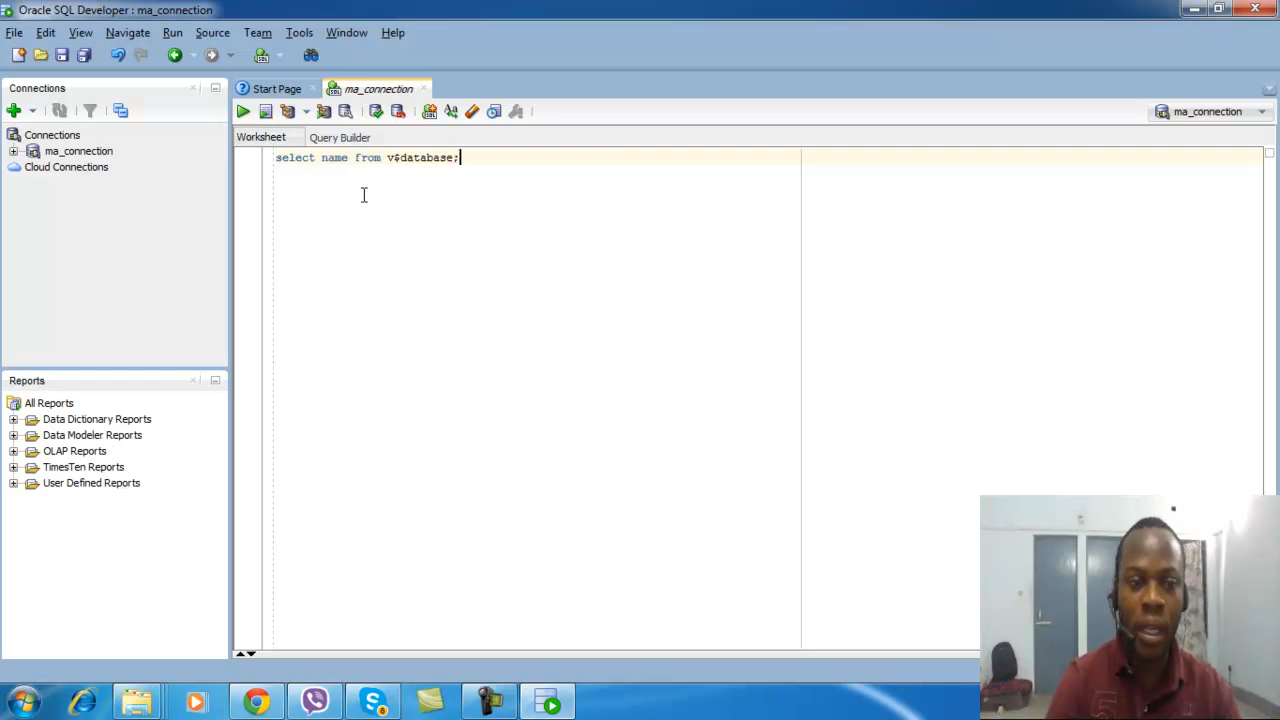 Oracle SQL Developer : ma_connection
File Edit View Navigate Run Source Team Tools Window Help
Connections
Start Page
ma_connection
ma_connection
Connections
ma_connection
Cloud Connections
Worksheet
Query Builder
select name from v$database;
Reports
All Reports
Data Dictionary Reports
Data Modeler Reports
OLAP Reports
TimesTen Reports
User Defined Reports